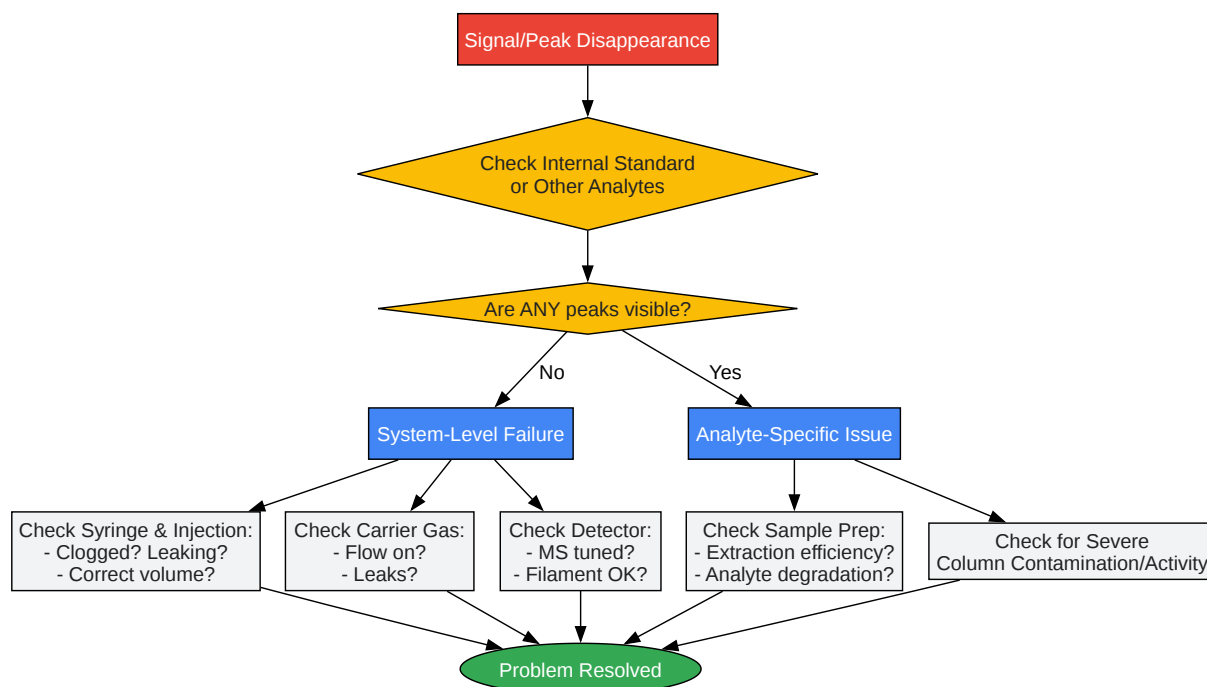 Signal/Peak Disappearance
Check Internal Standard
or Other Analytes
Are ANY peaks visible?
No
Yes
System-Level Failure
Analyte-Specific Issue
Check Syringe & Injection:
- Clogged? Leaking?
- Correct volume?
Check Carrier Gas:
- Flow on?
- Leaks?
Check Detector:
- MS tuned?
- Filament OK?
Check Sample Prep:
- Extraction efficiency?
- Analyte degradation?
Check for Severe
Column Contamination/Activity
Problem Resolved